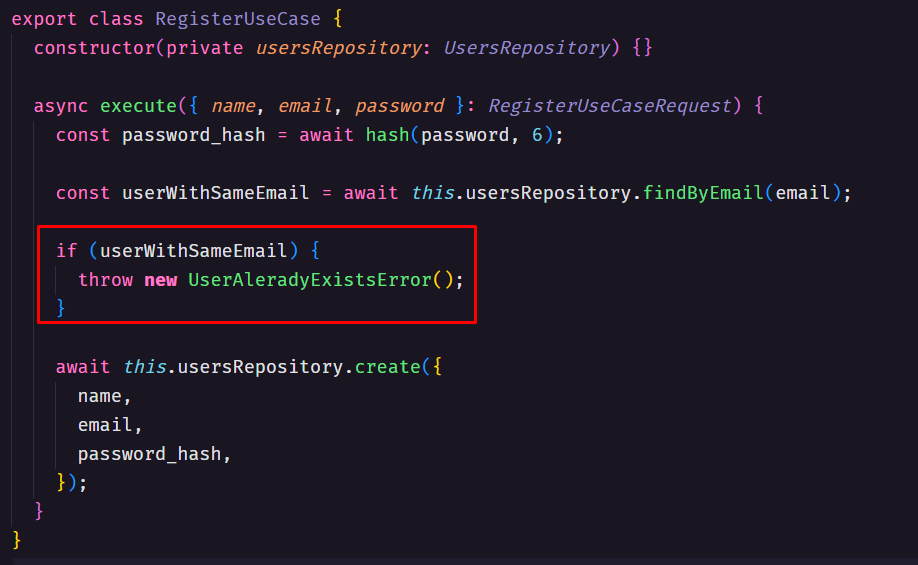 export class RegisterUseCase {
  constructor(private usersRepository: UsersRepository) {}

  async execute({ name, email, password }: RegisterUseCaseRequest) {
    const password_hash = await hash(password, 6);

    const userWithSameEmail = await this.usersRepository.findByEmail(email);

    if (userWithSameEmail) {
      throw new UserAleradyExistsError();
    }

    await this.usersRepository.create({
      name,
      email,
      password_hash,
    });
  }
}